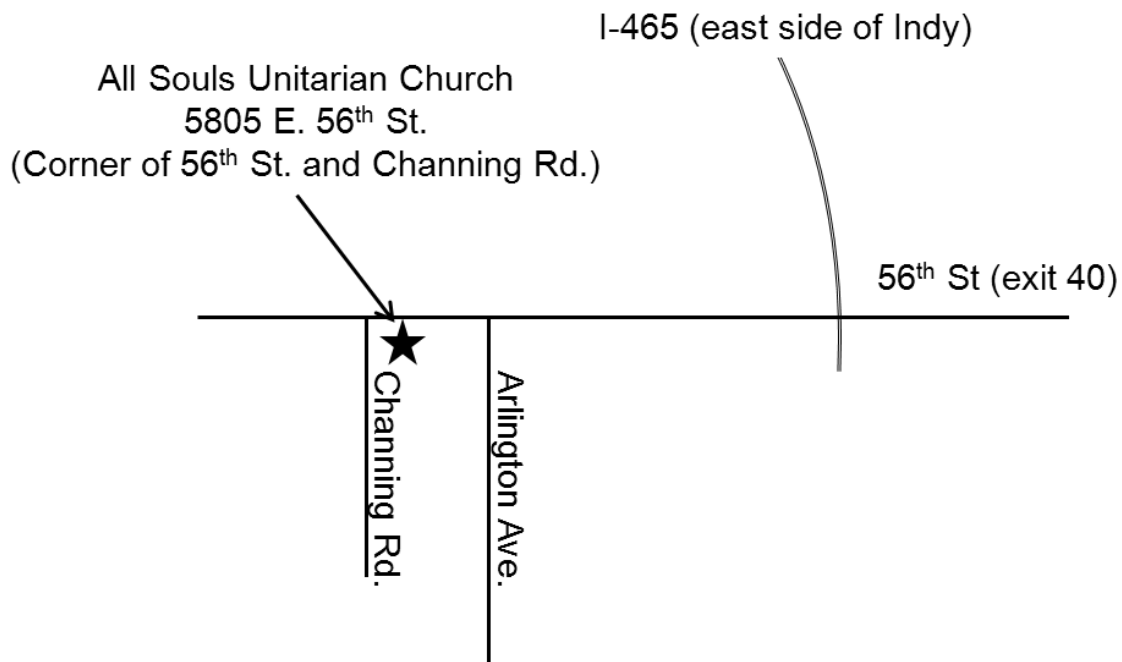 I-465 (east side of Indy)
All Souls Unitarian Church
5805 E. 56th St.
(Corner of 56th St. and Channing Rd.)
56th St (exit 40)
Channing Rd.
Arlington Ave.